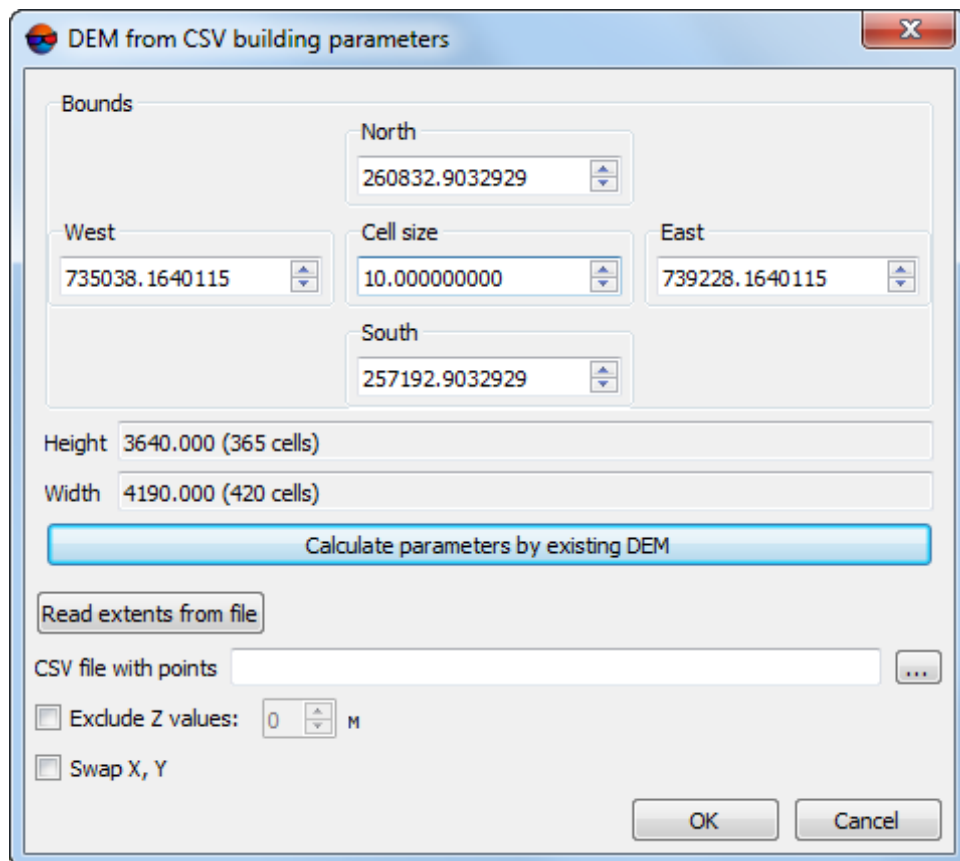 DEM from CSV building parameters
Bounds
North
260832.9032929
West
Cell size
East
735038.1640115
10.000000000
739228.1640115
South
257192.9032929
Height 3640.000 (365 cells)
Width 4190.000 (420 cells)
Calculate parameters by existing DEM
Read extents from file
CSV file with points ...
Exclude Z values: 0 м
Swap X, Y
OK Cancel